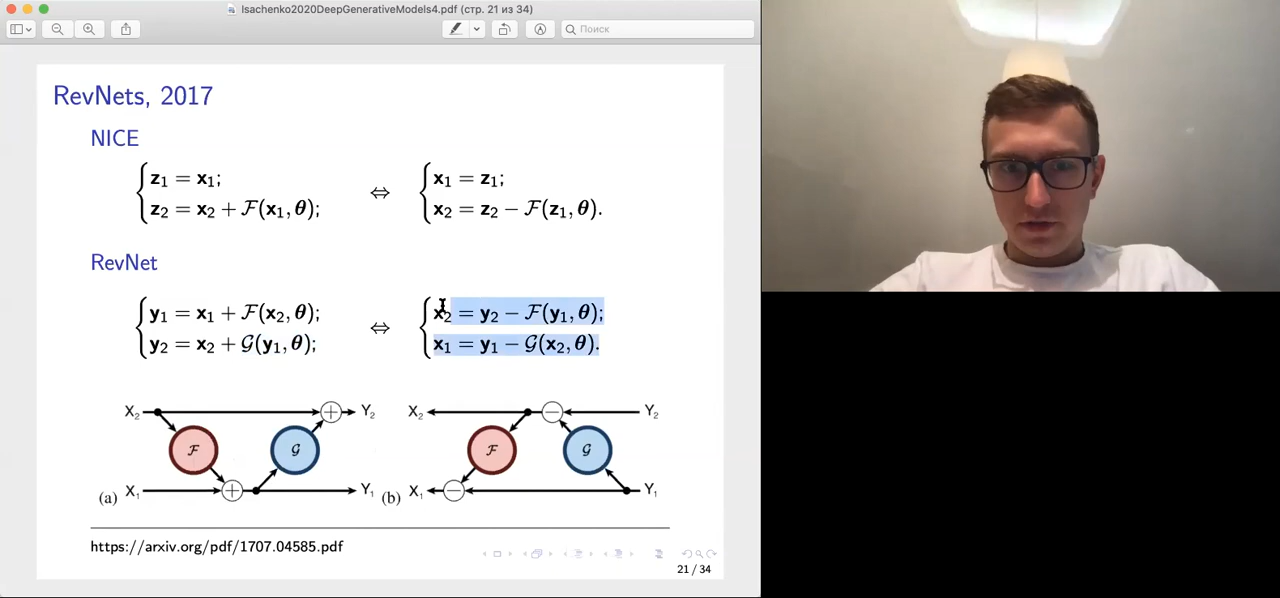 Isachenko2020DeepGenerativeModels4.pdf (стр. 21 из 34)
Поиск
RevNets, 2017
NICE
{ z₁ = x₁; ⇔ { x₁ = z₁;
z₂ = x₂ + ℱ(x₁, θ); x₂ = z₂ − ℱ(z₁, θ).
RevNet
{ y₁ = x₁ + ℱ(x₂, θ); ⇔ { x₂ = y₂ − ℱ(y₁, θ);
y₂ = x₂ + 𝒢(y₁, θ); x₁ = y₁ − 𝒢(x₂, θ).
X₂ + Y₂ X₂ − Y₂
ℱ 𝒢 ℱ 𝒢
(a) X₁ + Y₁ (b) X₁ − Y₁
https://arxiv.org/pdf/1707.04585.pdf
21 / 34